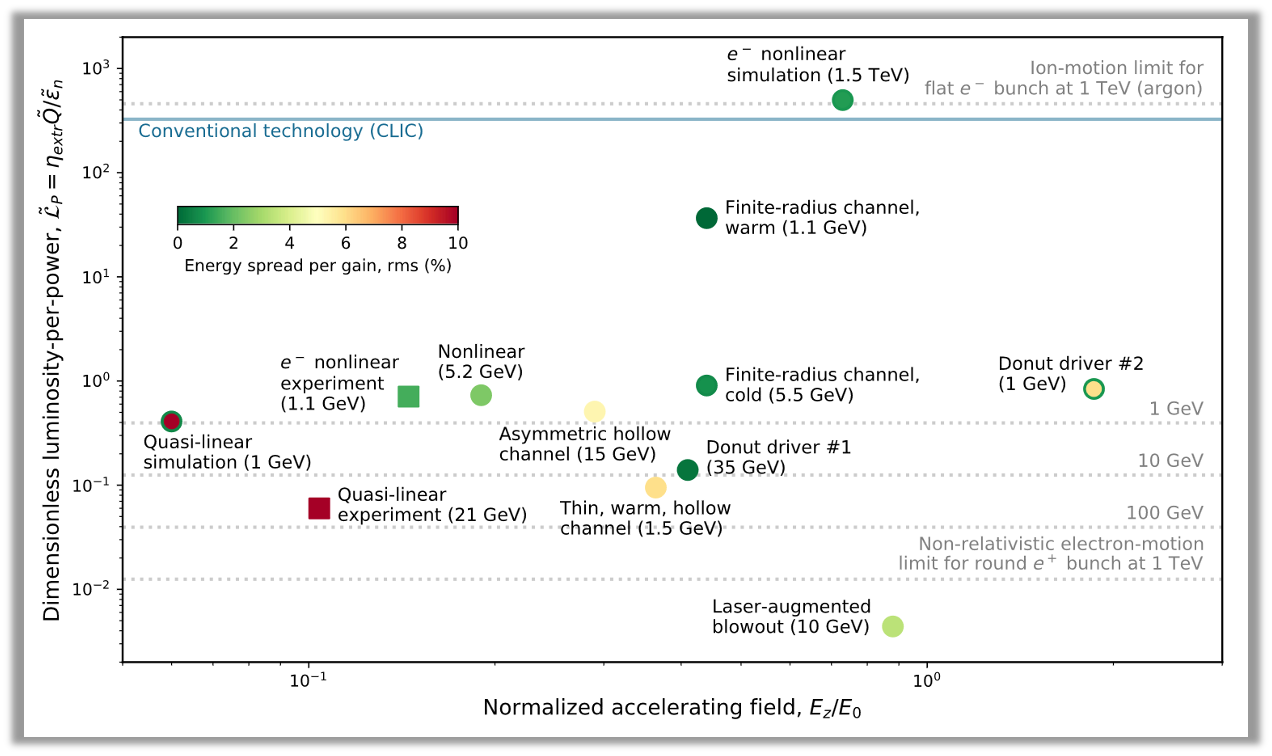 e⁻ nonlinear
simulation (1.5 TeV)
Ion-motion limit for
flat e⁻ bunch at 1 TeV (argon)
Conventional technology (CLIC)
10³
10²
10¹
10⁰
10⁻¹
10⁻²
Dimensionless luminosity-per-power, ℒ̃_P = η_extr Q̃/ε̃_n
0 2 4 6 8 10
Energy spread per gain, rms (%)
Finite-radius channel,
warm (1.1 GeV)
e⁻ nonlinear
experiment
(1.1 GeV)
Nonlinear
(5.2 GeV)
Finite-radius channel,
cold (5.5 GeV)
Donut driver #2
(1 GeV)
1 GeV
Quasi-linear
simulation (1 GeV)
Asymmetric hollow
channel (15 GeV)
Donut driver #1
(35 GeV)
10 GeV
Quasi-linear
experiment (21 GeV)
Thin, warm, hollow
channel (1.5 GeV)
100 GeV
Non-relativistic electron-motion
limit for round e⁺ bunch at 1 TeV
Laser-augmented
blowout (10 GeV)
10⁻¹ 10⁰
Normalized accelerating field, E_z/E_0